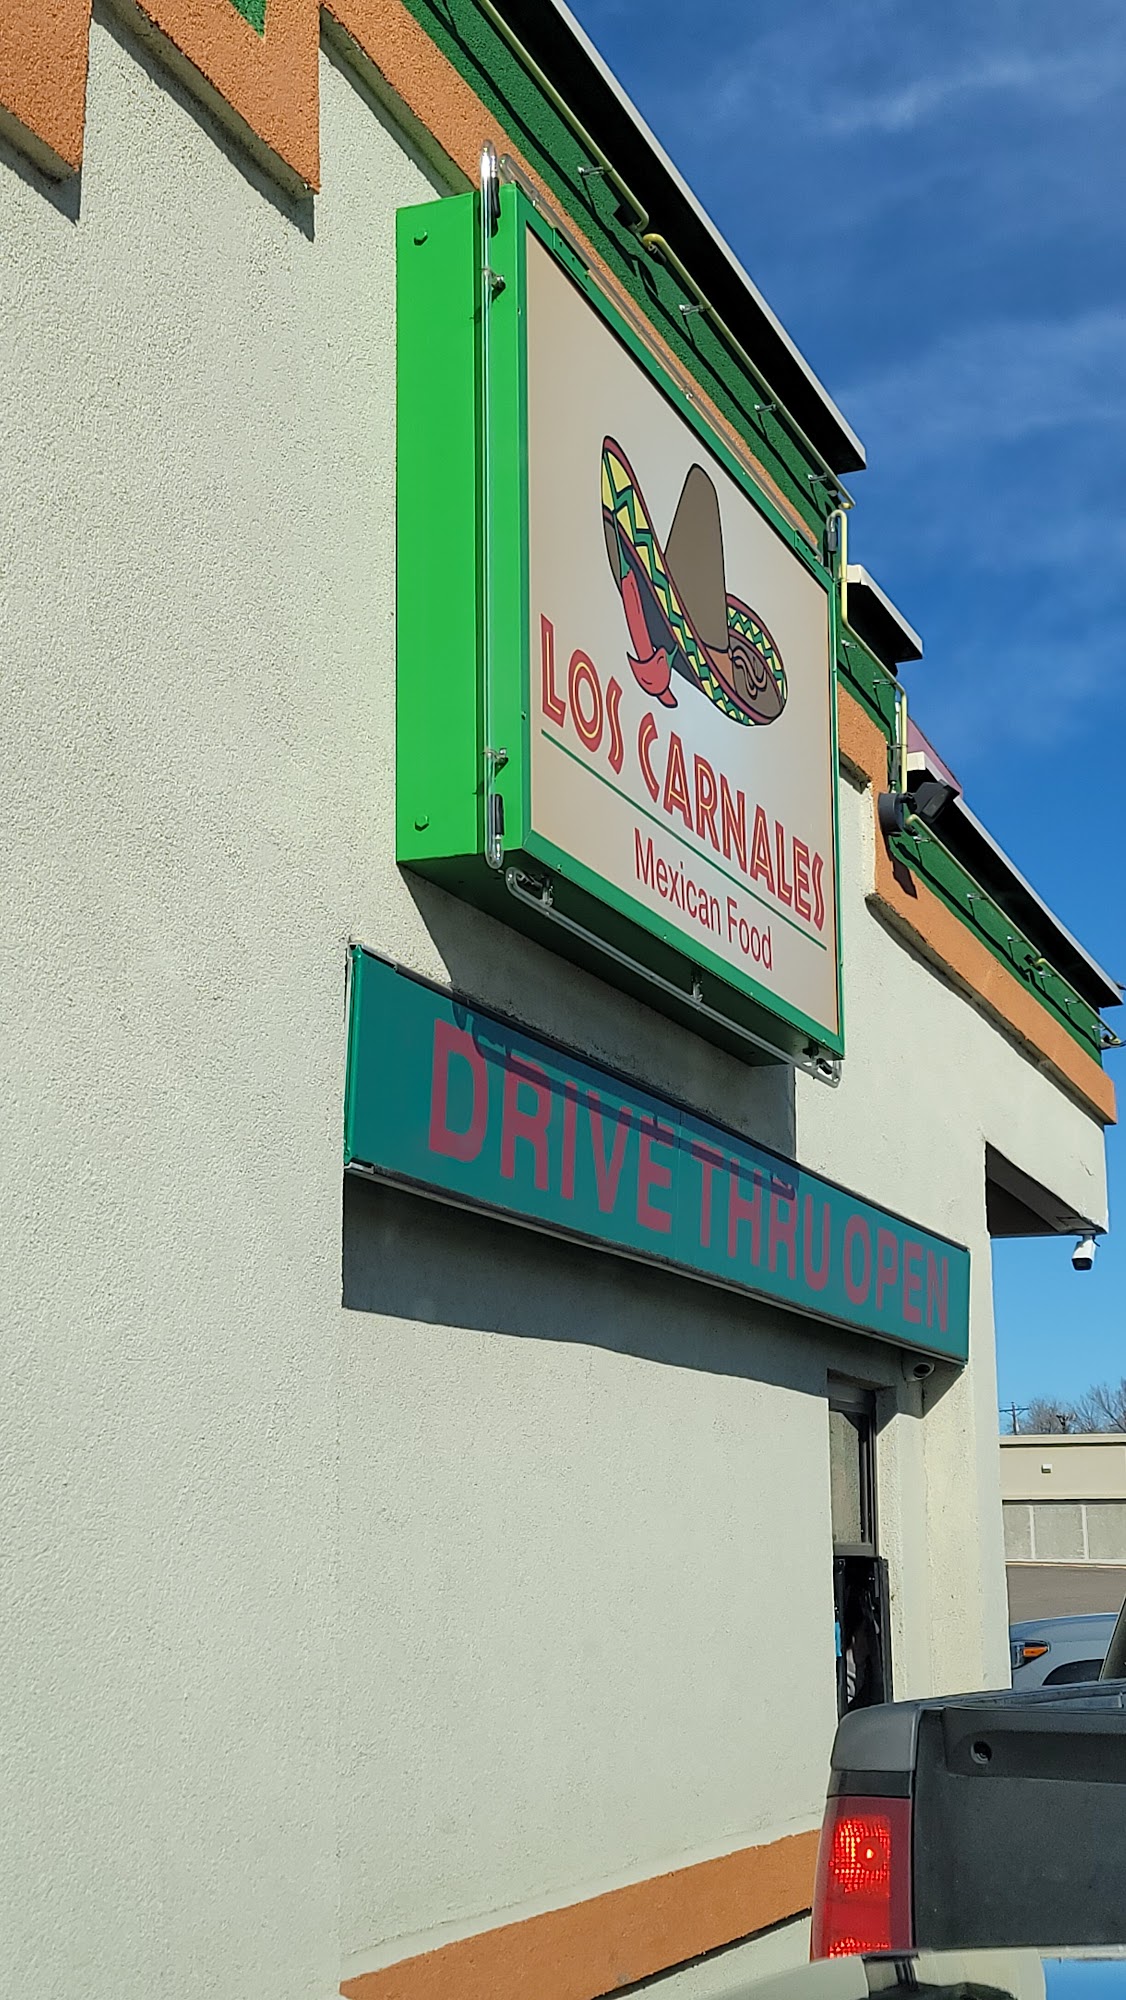 LOS CARNALES
Mexican Food
DRIVE THRU OPEN